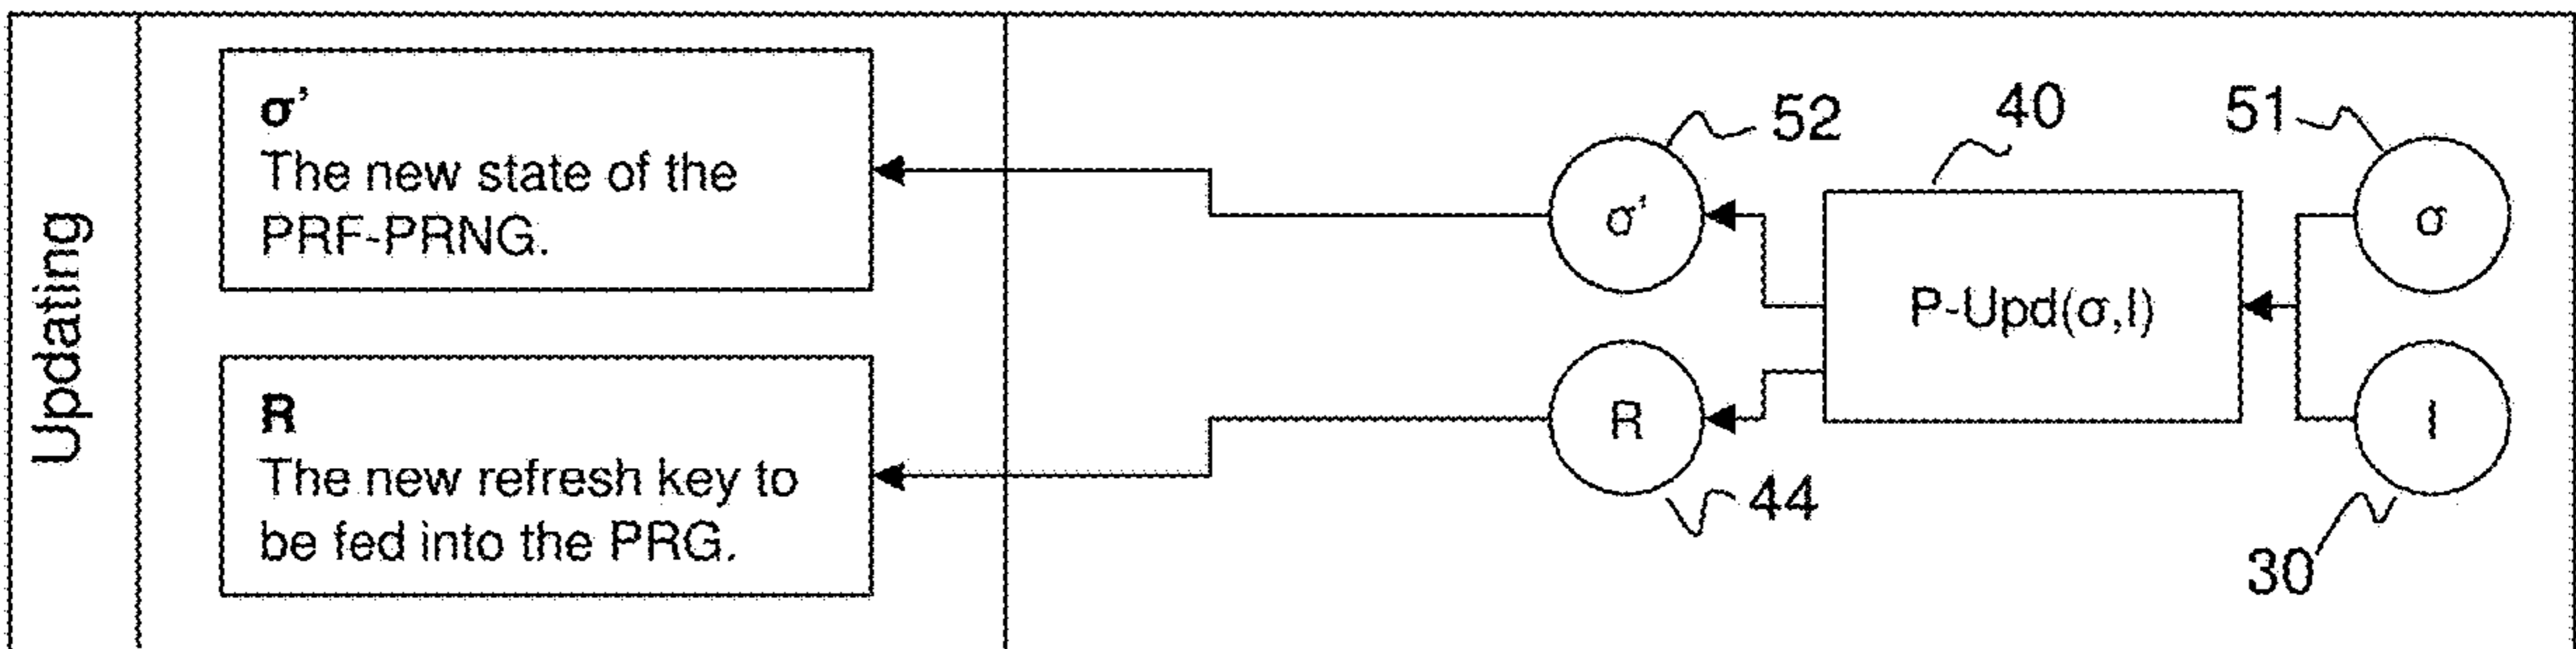 Updating
σ’
The new state of the
PRF-PRNG.
R
The new refresh key to
be fed into the PRG.
52
40
51
σ’
P-Upd(σ,I)
σ
R
I
44
30